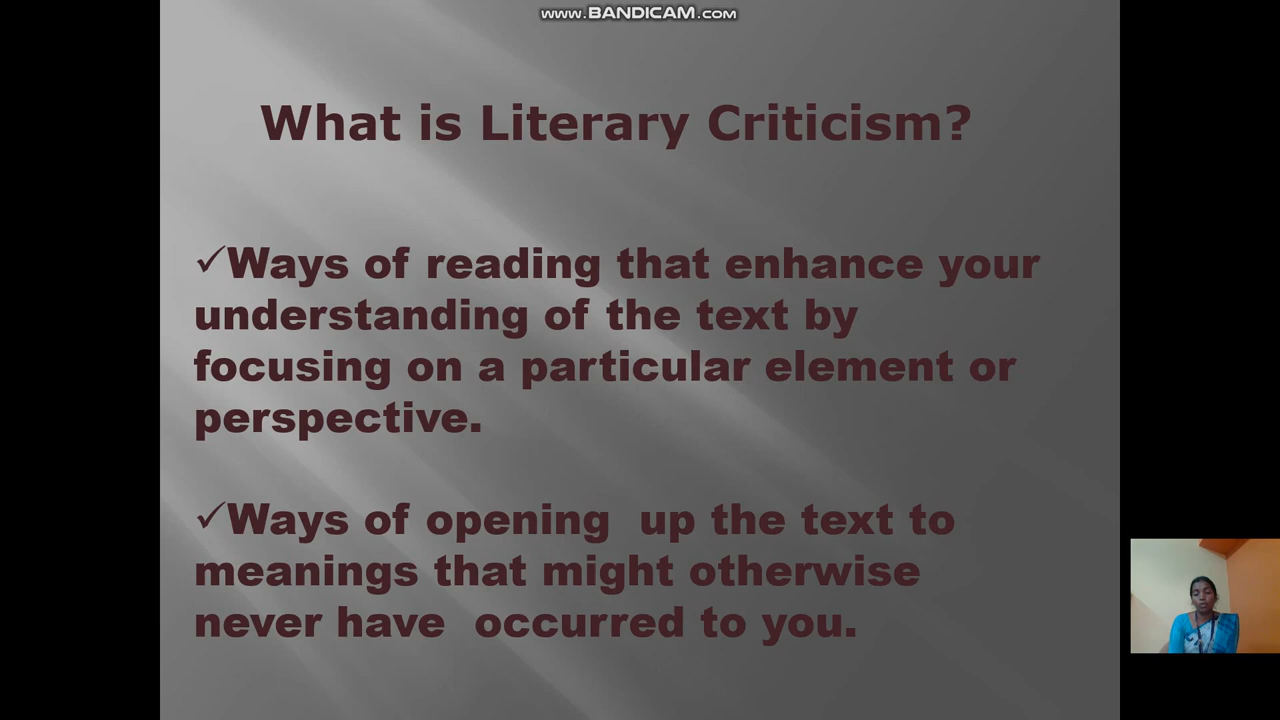 www.BANDICAM.com
What is Literary Criticism?
✓Ways of reading that enhance your
understanding of the text by
focusing on a particular element or
perspective.
✓Ways of opening  up the text to
meanings that might otherwise
never have  occurred to you.